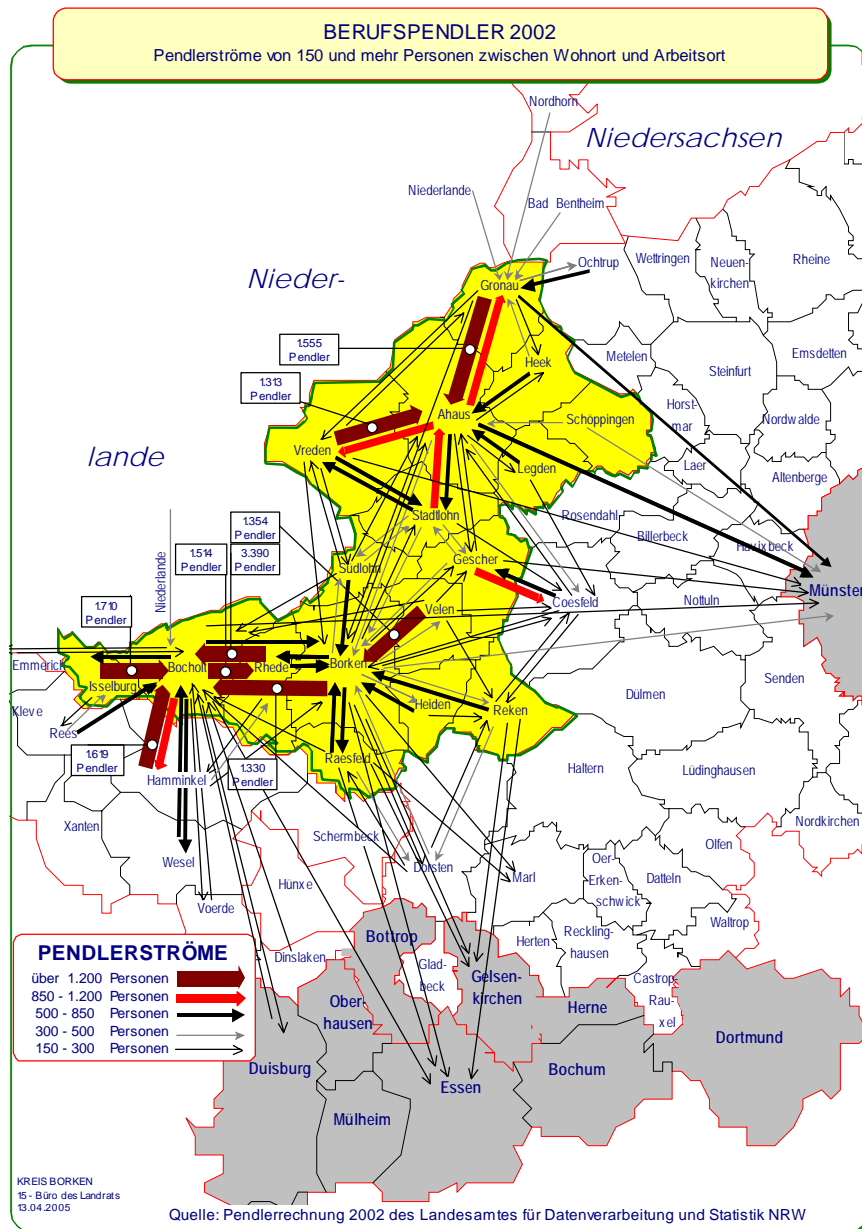 BERUFSPENDLER 2002
Pendlerströme von 150 und mehr Personen zwischen Wohnort und Arbeitsort
Nordhorn
Niedersachsen
Niederlande
Bad Bentheim
Ochtrup
Wettringen
Neuen-
kirchen
Rheine
Nieder-
Gronau
1.555
Pendler
Heek
Metelen
Steinfurt
Emsdetten
1.313
Pendler
Ahaus
Schöppingen
Horst-
mar
Nordwalde
lande
Vreden
Legden
Laer
Altenberge
Stadtlohn
Rosendahl
Billerbeck
Havixbeck
1.354
Pendler
1.514
Pendler
3.390
Pendler
Niederlande
Südlohn
Gescher
Coesfeld
Nottuln
Münster
1.710
Pendler
Velen
Emmerick
Isselburg
Bocholt
Rhede
Borken
Senden
Kleve
Rees
Heiden
Reken
Dülmen
1.619
Pendler
Hamminkel
1.330
Pendler
Raesfeld
Haltern
Lüdinghausen
Xanten
Schermbeck
Nordkirchen
Wesel
Hünxe
Dorsten
Marl
Oer-
Erken-
schwick
Datteln
Olfen
Voerde
Waltrop
Dinslaken
Bottrop
Glad-
beck
Gelsen-
kirchen
Herten
Reckling-
hausen
Castrop-
Rau-
xel
PENDLERSTRÖME
über 1.200 Personen
850 - 1.200 Personen
500 - 850 Personen
300 - 500 Personen
150 - 300 Personen
Ober-
hausen
Herne
Dortmund
Duisburg
Essen
Bochum
Mülheim
KREIS BORKEN
15 - Büro des Landrats
13.04.2005
Quelle: Pendlerrechnung 2002 des Landesamtes für Datenverarbeitung und Statistik NRW